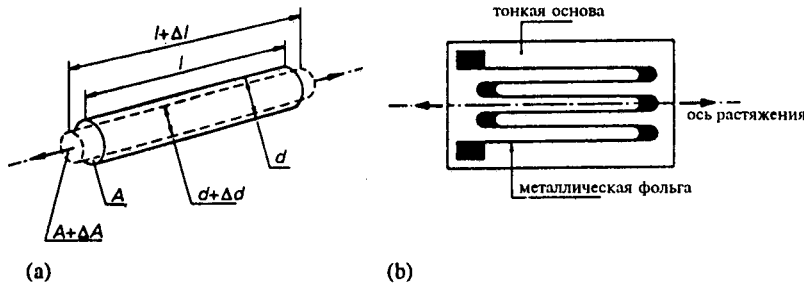 l+Δl
l
d
d+Δd
A
A+ΔA
(a)
тонкая основа
ось растяжения
металлическая фольга
(b)